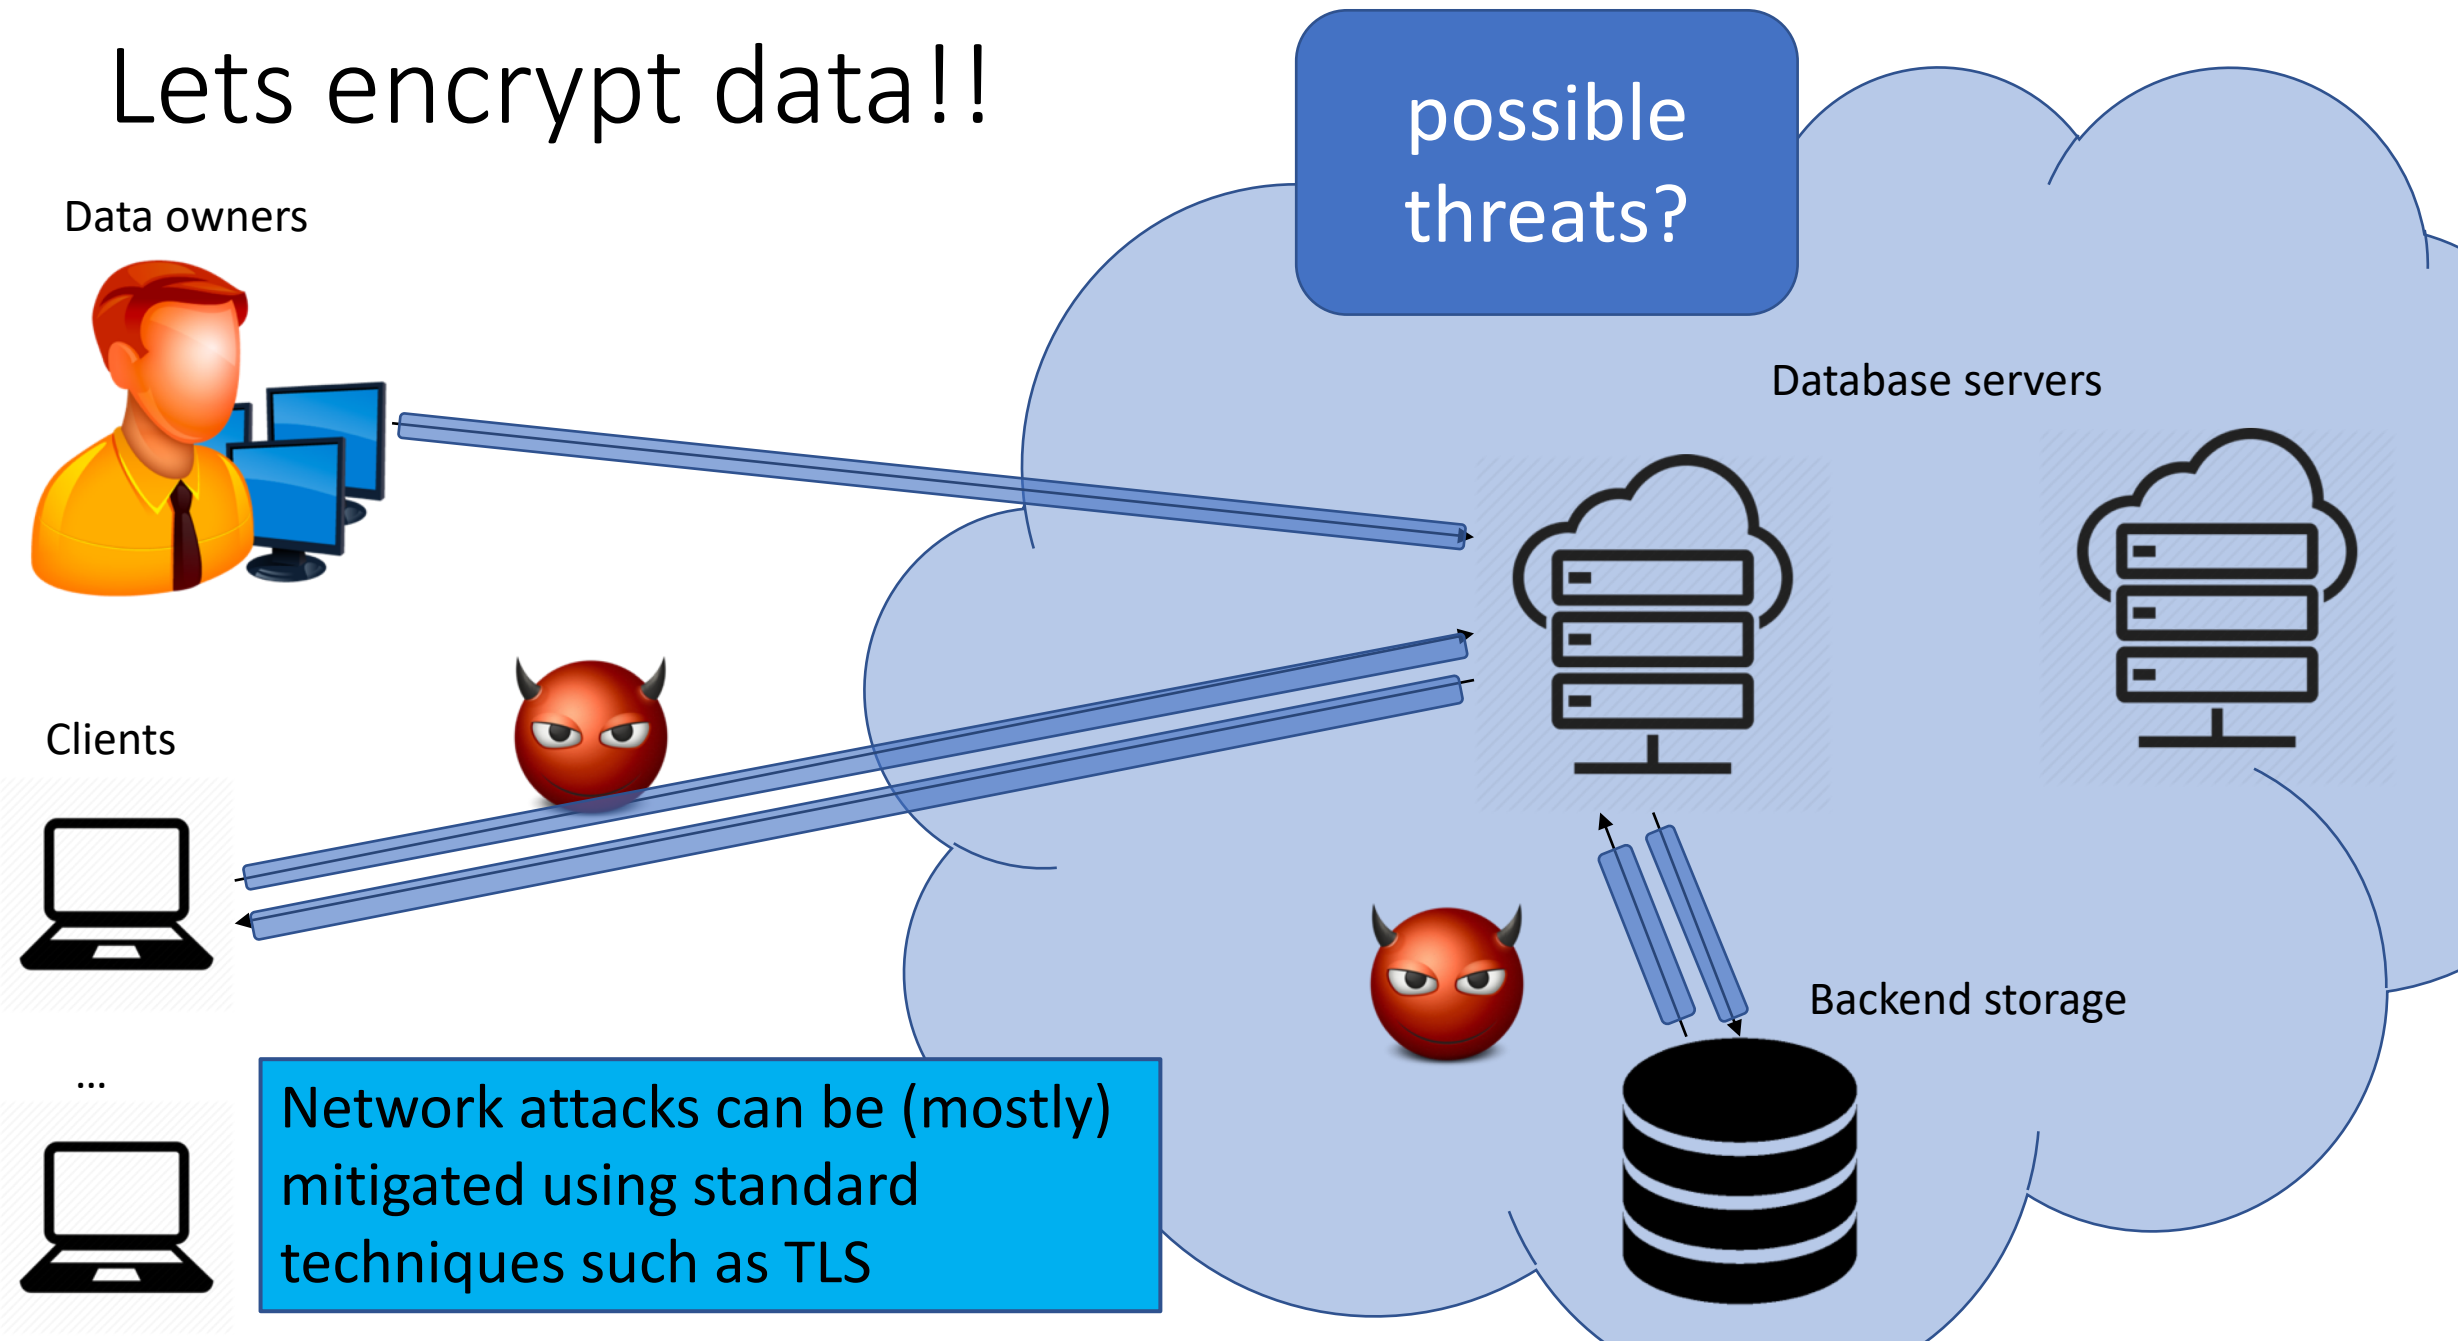 Lets encrypt data!!
possible
threats?
Data owners
Database servers
Clients
Backend storage
...
Network attacks can be (mostly)
mitigated using standard
techniques such as TLS